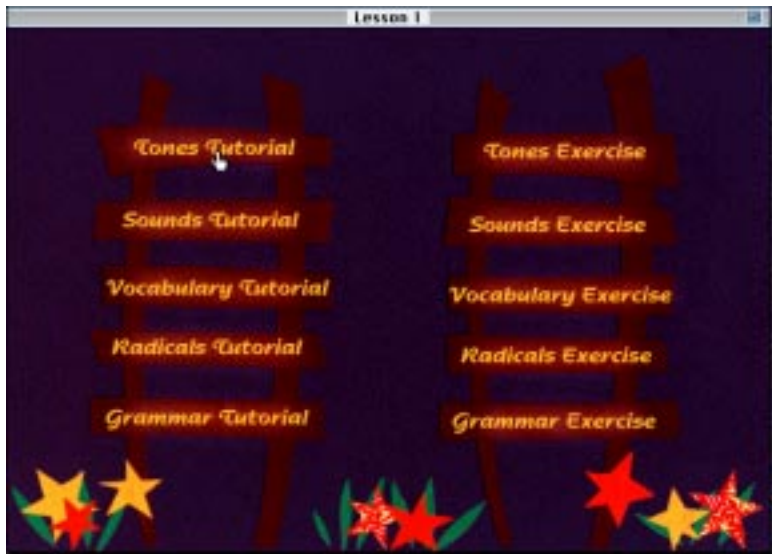 Lesson 1
Tones Tutorial
Sounds Tutorial
Vocabulary Tutorial
Radicals Tutorial
Grammar Tutorial
Tones Exercise
Sounds Exercise
Vocabulary Exercise
Radicals Exercise
Grammar Exercise